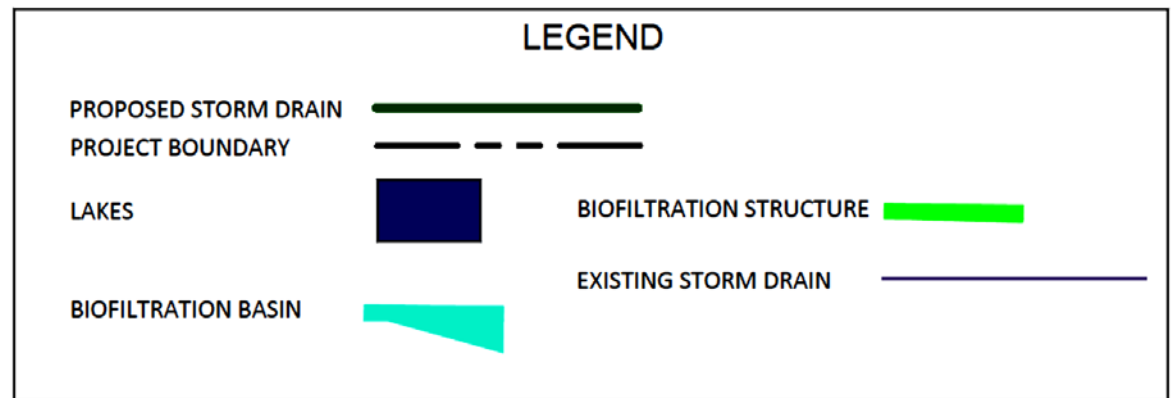 LEGEND
PROPOSED STORM DRAIN
PROJECT BOUNDARY
LAKES
BIOFILTRATION BASIN
BIOFILTRATION STRUCTURE
EXISTING STORM DRAIN